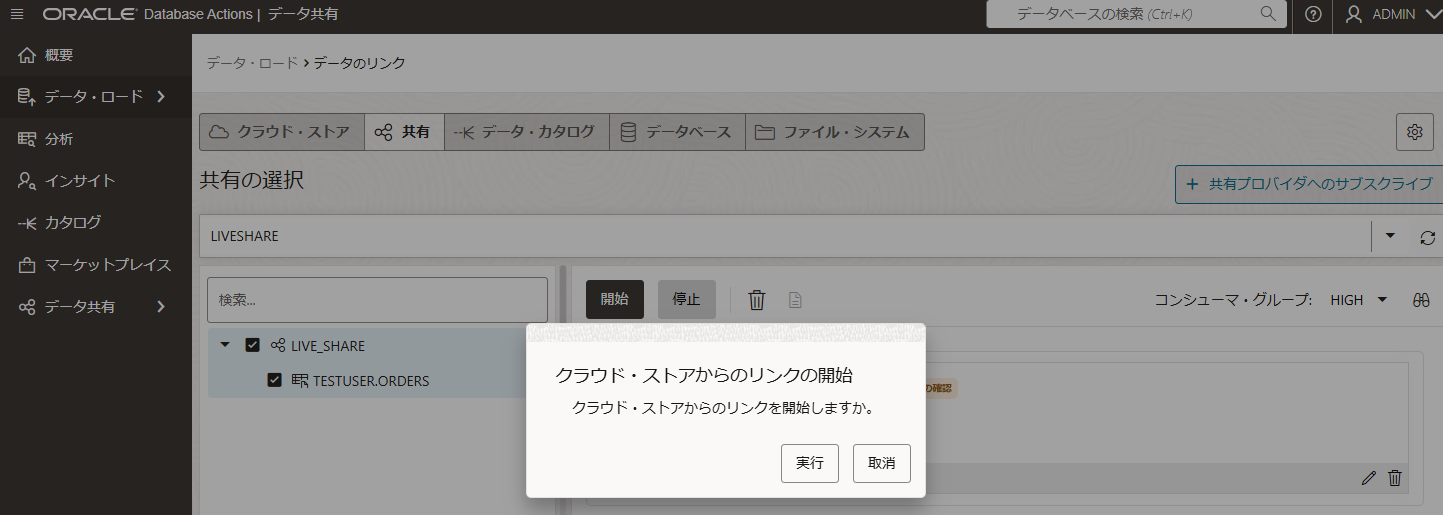 ORACLE Database Actions | データ共有
データベースの検索 (Ctrl+K)
ADMIN
概要
データ・ロード
分析
インサイト
カタログ
マーケットプレイス
データ共有
データ・ロード › データのリンク
クラウド・ストア
共有
データ・カタログ
データベース
ファイル・システム
共有の選択
+ 共有プロバイダへのサブスクライブ
LIVESHARE
検索...
開始
停止
コンシューマ・グループ: HIGH
LIVE_SHARE
TESTUSER.ORDERS
の確認
クラウド・ストアからのリンクの開始
クラウド・ストアからのリンクを開始しますか。
実行
取消